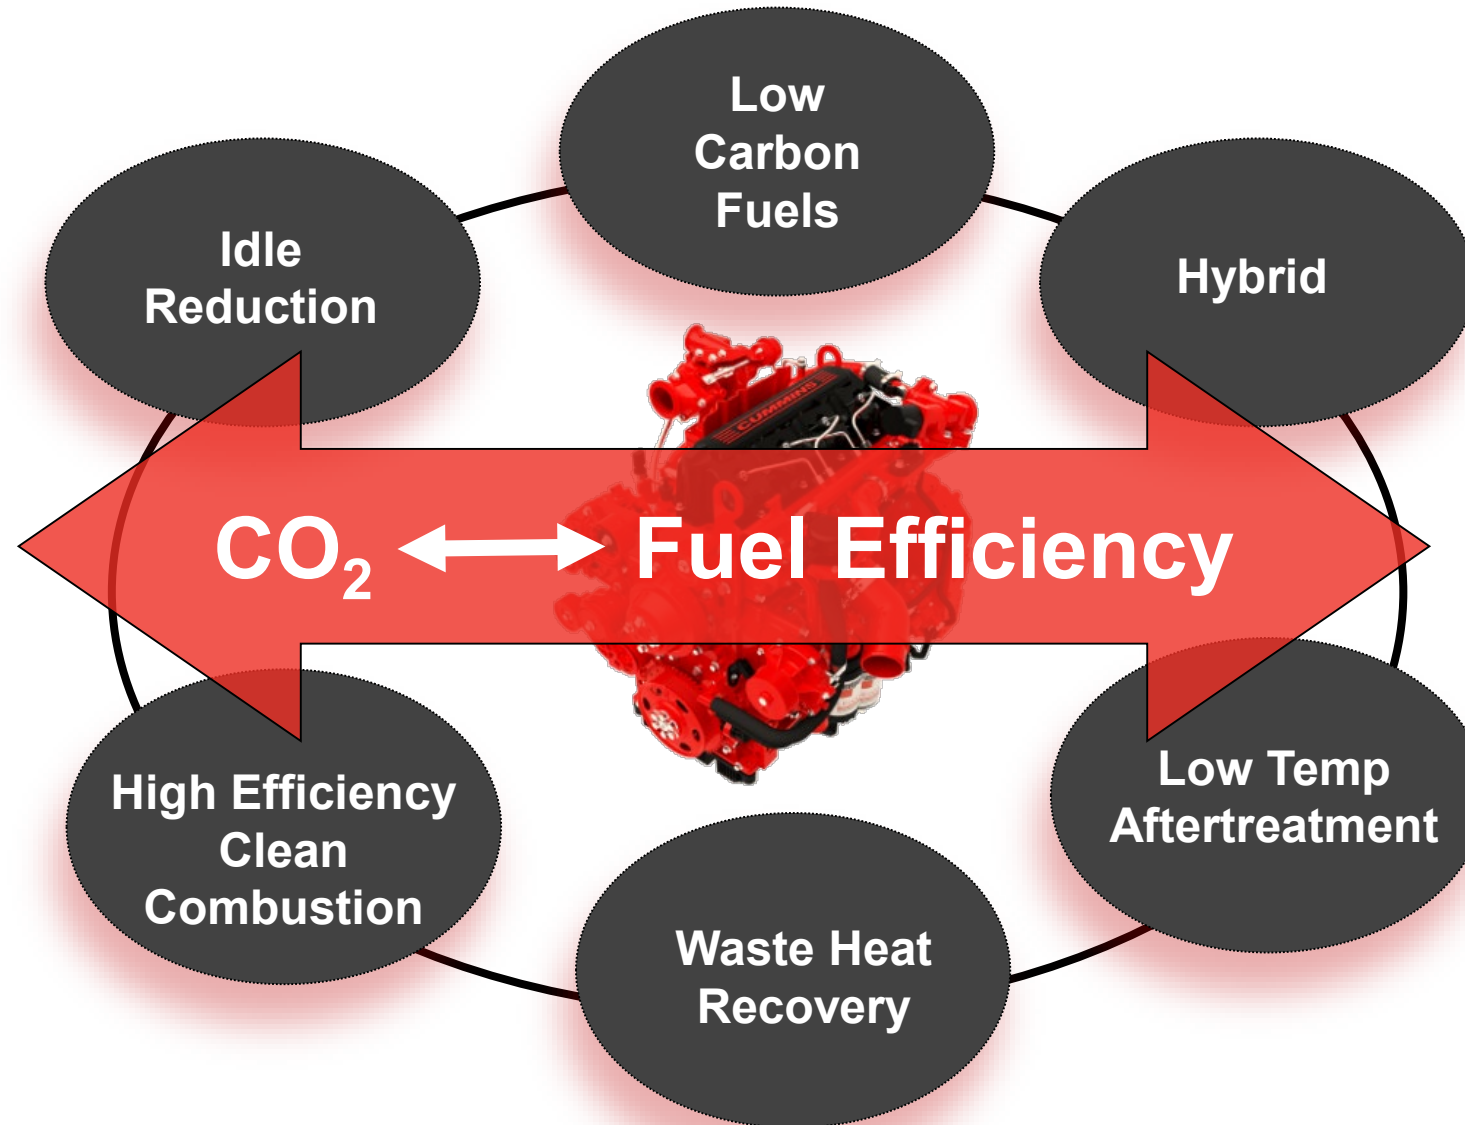 Low
Carbon
Fuels
Idle
Reduction
Hybrid
CUMMINS
CO₂ Fuel Efficiency
High Efficiency
Clean
Combustion
Low Temp
Aftertreatment
Waste Heat
Recovery